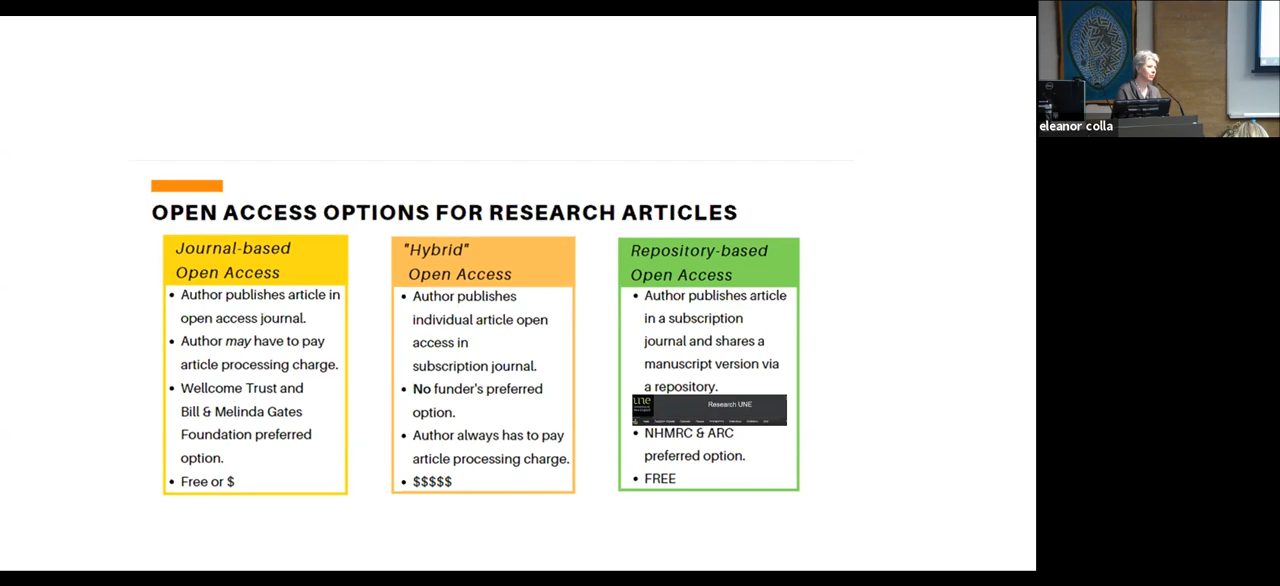 eleanor colla
OPEN ACCESS OPTIONS FOR RESEARCH ARTICLES
Journal-based
Open Access
• Author publishes article in
open access journal.
• Author may have to pay
article processing charge.
• Wellcome Trust and
Bill & Melinda Gates
Foundation preferred
option.
• Free or $
"Hybrid"
Open Access
• Author publishes
individual article open
access in
subscription journal.
• No funder's preferred
option.
• Author always has to pay
article processing charge.
• $$$$$
Repository-based
Open Access
• Author publishes article
in a subscription
journal and shares a
manuscript version via
a repository.
une
Research UNE
• NHMRC & ARC
preferred option.
• FREE